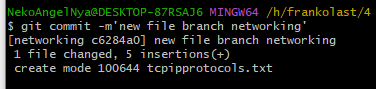 NekoAngelNya@DESKTOP-87RSAJ6 MINGW64 /h/frankolast/4
$ git commit -m'new file branch networking'
[networking c6284a0] new file branch networking
 1 file changed, 5 insertions(+)
 create mode 100644 tcpipprotocols.txt